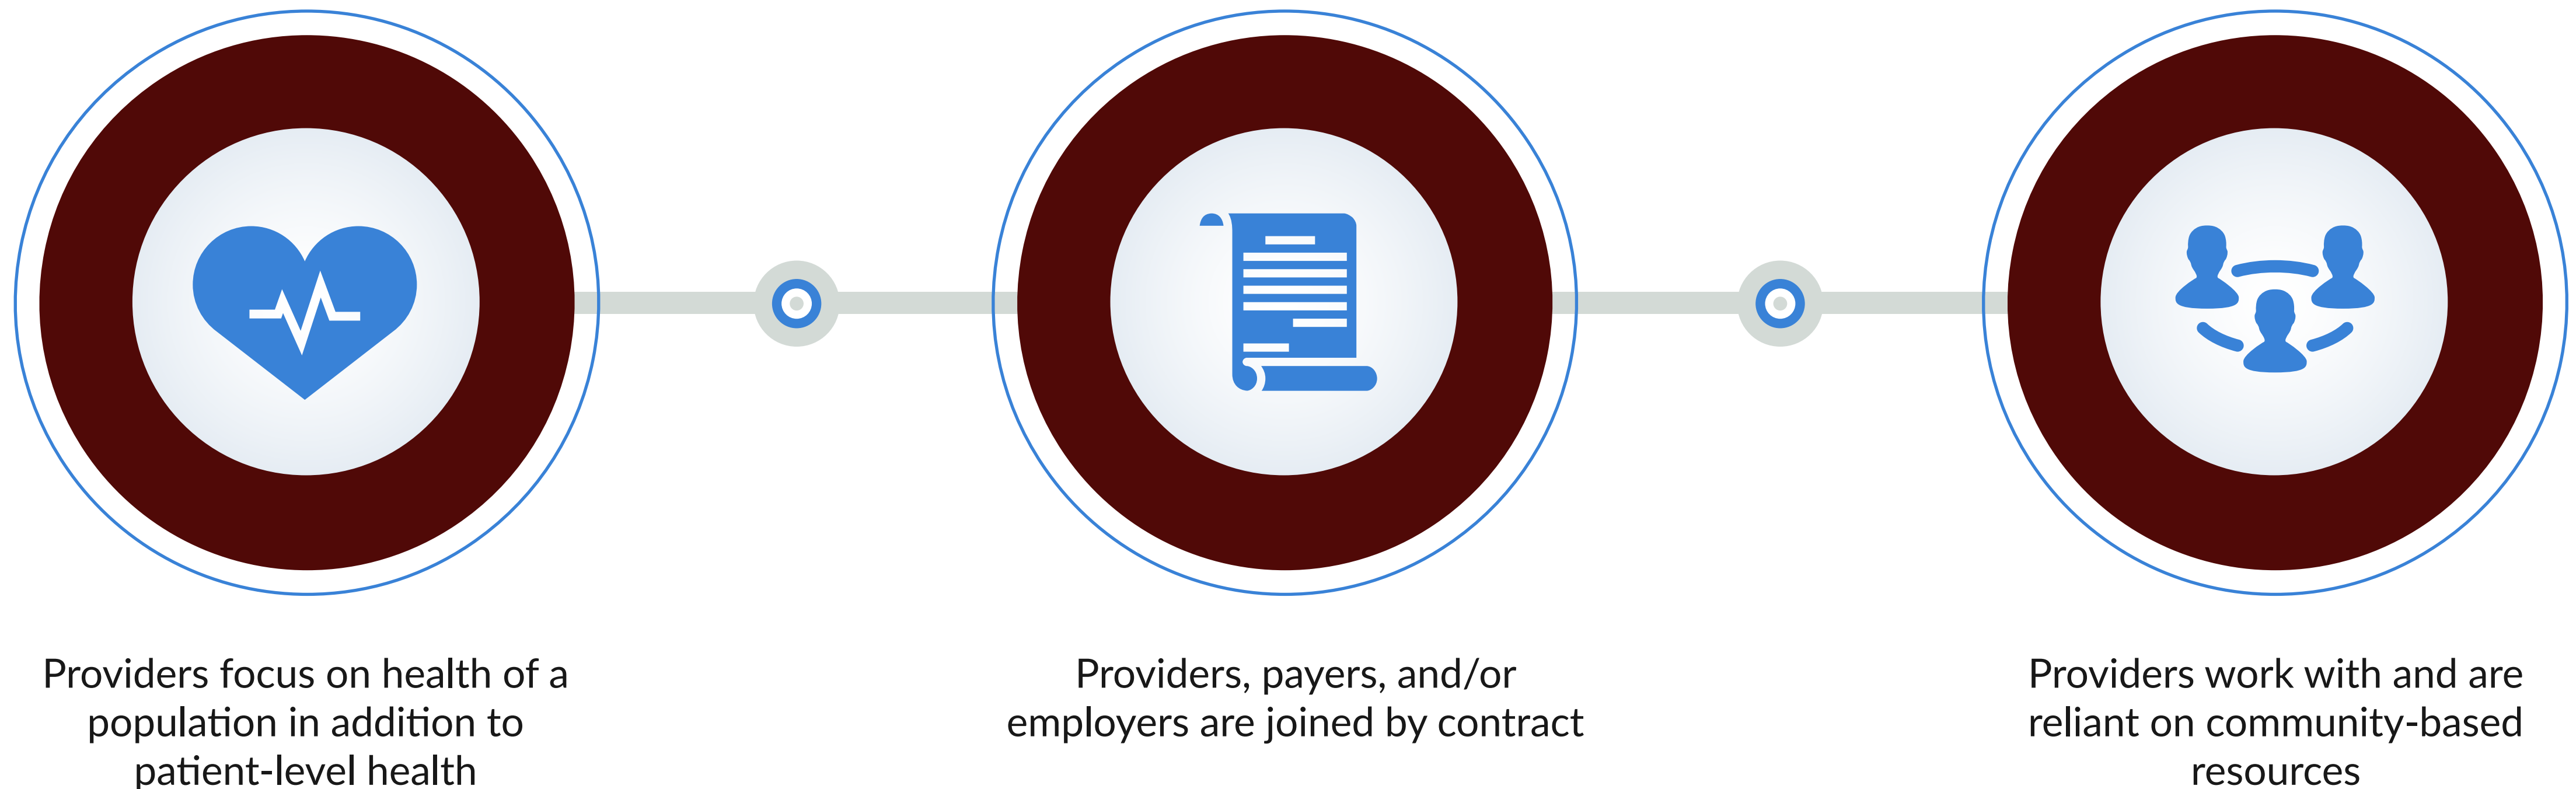 Providers focus on health of a
population in addition to
patient-level health
Providers, payers, and/or
employers are joined by contract
Providers work with and are
reliant on community-based
resources